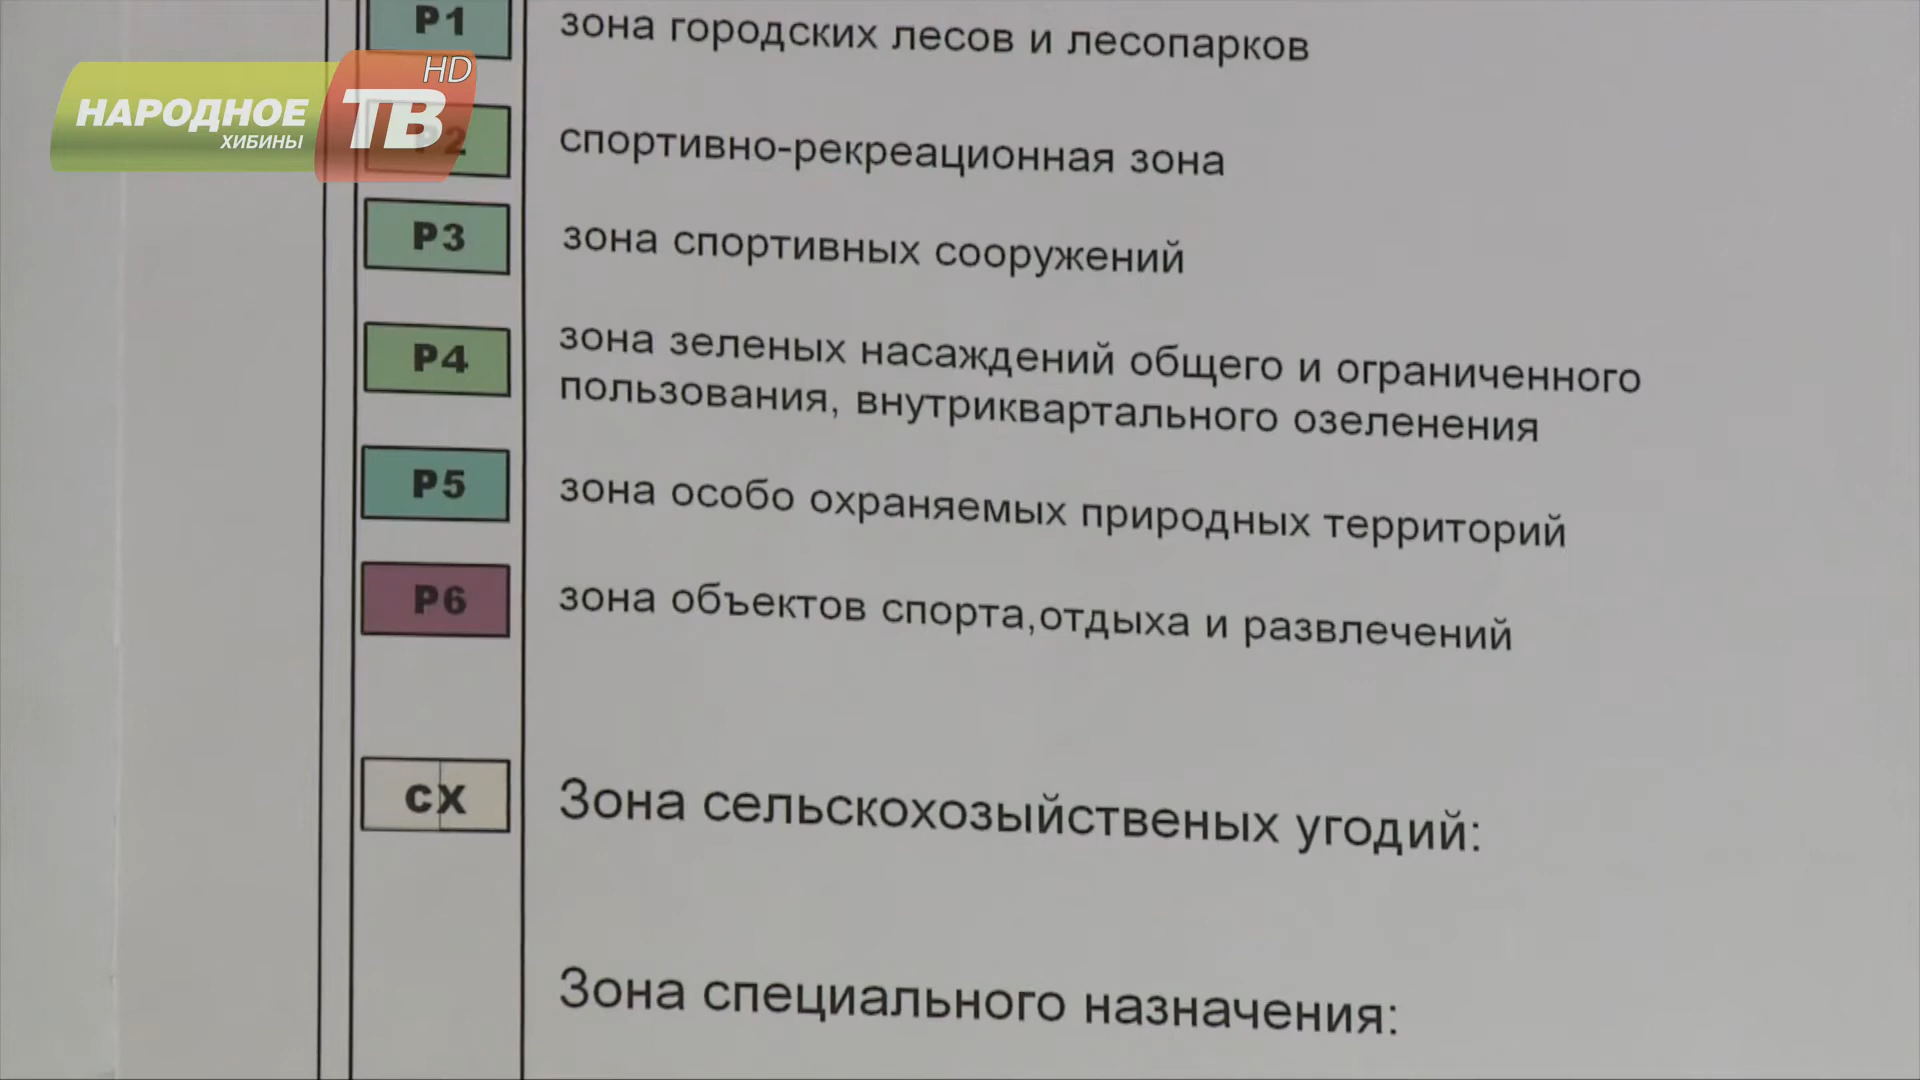 Р1 зона городских лесов и лесопарков
НАРОДНОЕ ТВ HD
ХИБИНЫ
Р2 спортивно-рекреационная зона
Р3 зона спортивных сооружений
Р4 зона зеленых насаждений общего и ограниченного
пользования, внутриквартального озеленения
Р5 зона особо охраняемых природных территорий
Р6 зона объектов спорта,отдыха и развлечений
СХ Зона сельскохозыйственых угодий:
Зона специального назначения: